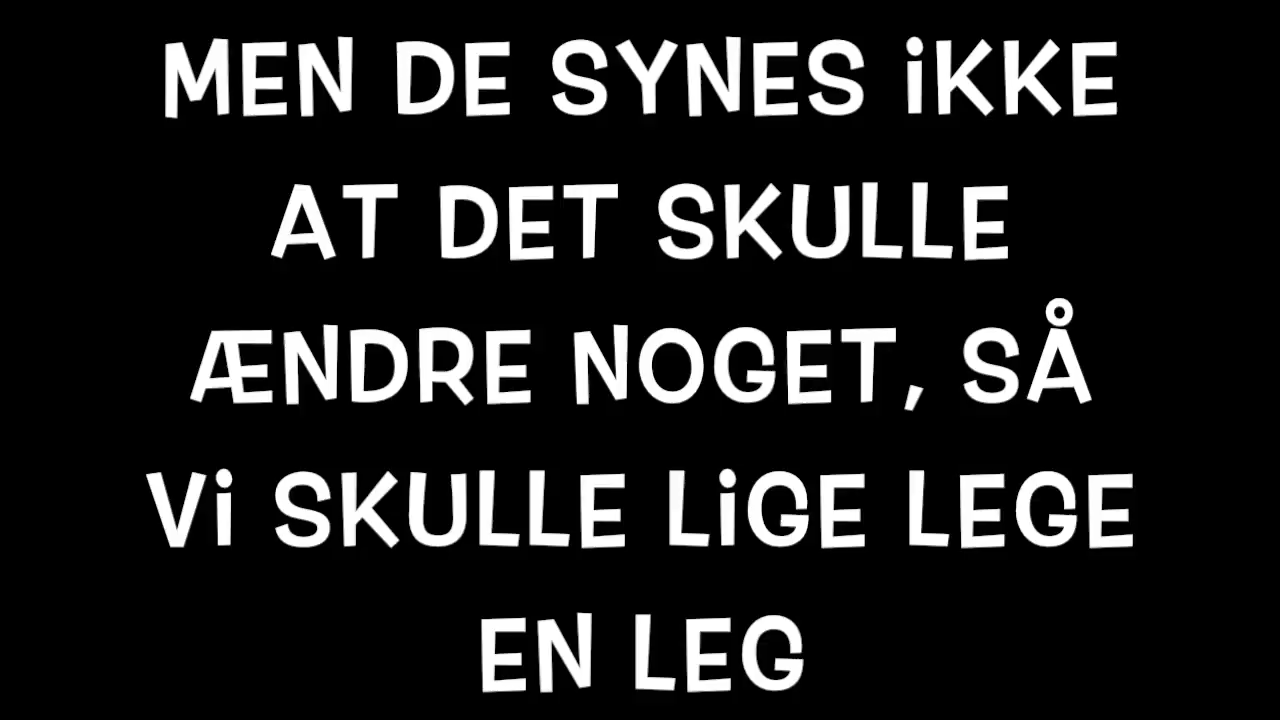 MEN DE SYNES iKKE
AT DET SKULLE
ÆNDRE NOGET, SÅ
Vi SKULLE LiGE LEGE
EN LEG